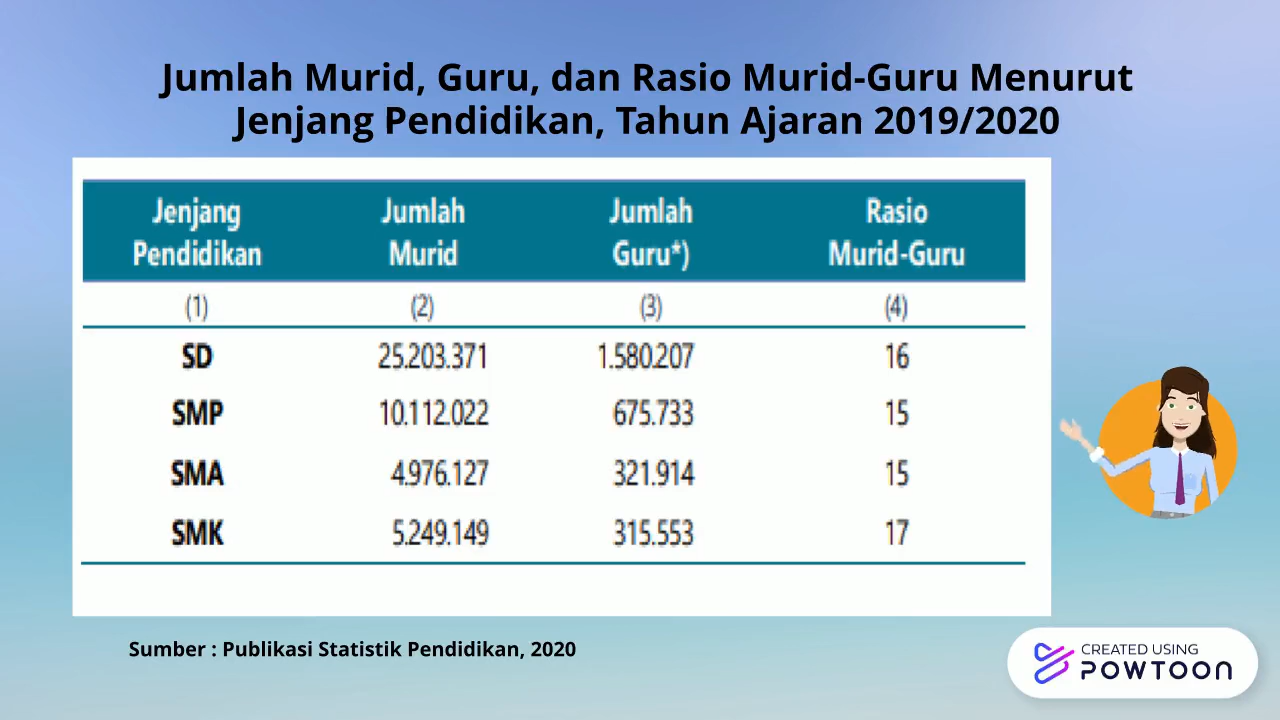 Jumlah Murid, Guru, dan Rasio Murid-Guru Menurut
Jenjang Pendidikan, Tahun Ajaran 2019/2020
Jenjang Pendidikan Jumlah Murid Jumlah Guru*) Rasio Murid-Guru
(1) (2) (3) (4)
SD 25.203.371 1.580.207 16
SMP 10.112.022 675.733 15
SMA 4.976.127 321.914 15
SMK 5.249.149 315.553 17
Sumber : Publikasi Statistik Pendidikan, 2020
CREATED USING
POWTOON